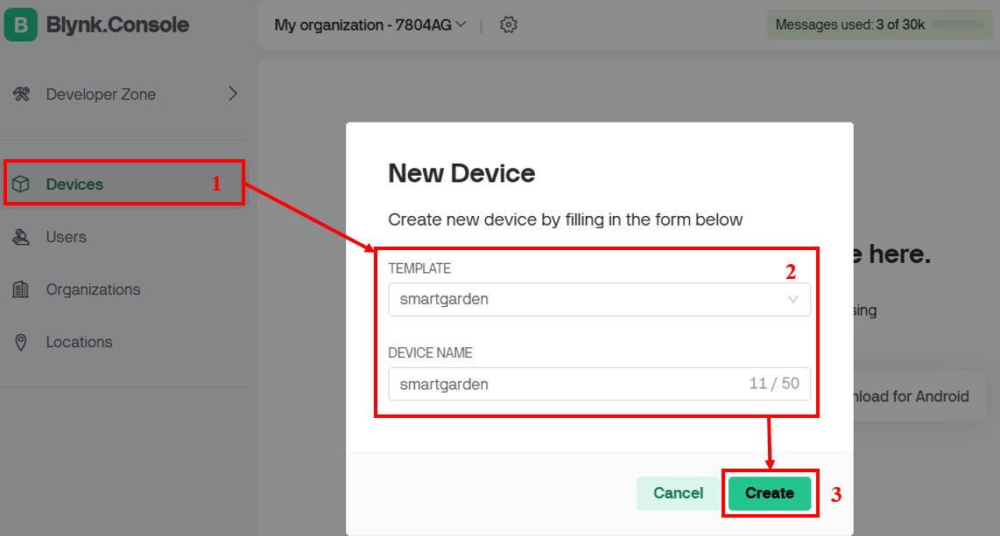 B Blynk.Console
My organization - 7804AG
Messages used: 3 of 30k
Developer Zone
Devices 1
Users
Organizations
Locations
New Device
Create new device by filling in the form below
TEMPLATE 2
smartgarden
DEVICE NAME
smartgarden 11 / 50
Cancel Create 3
here.
for Android